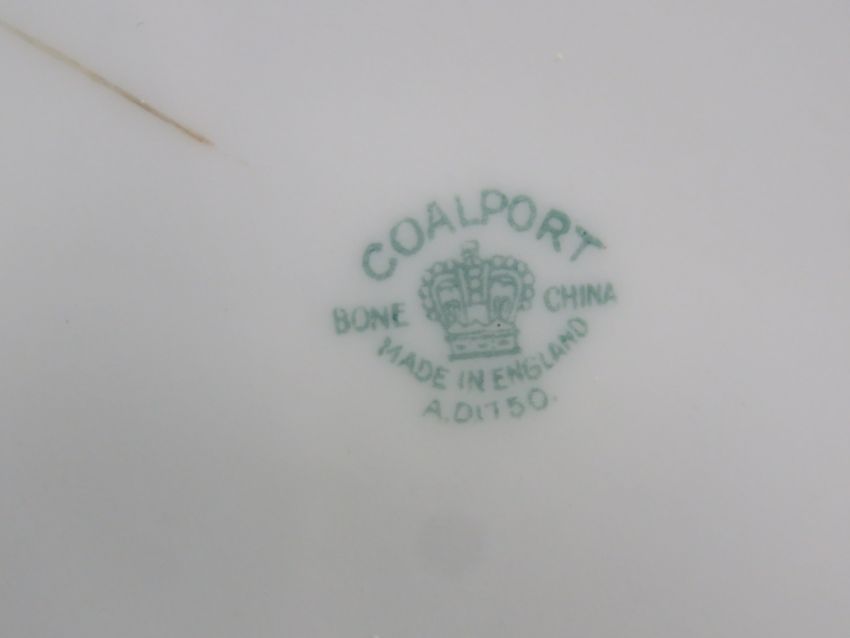 COALPORT
BONE CHINA
MADE IN ENGLAND
A.D1750.